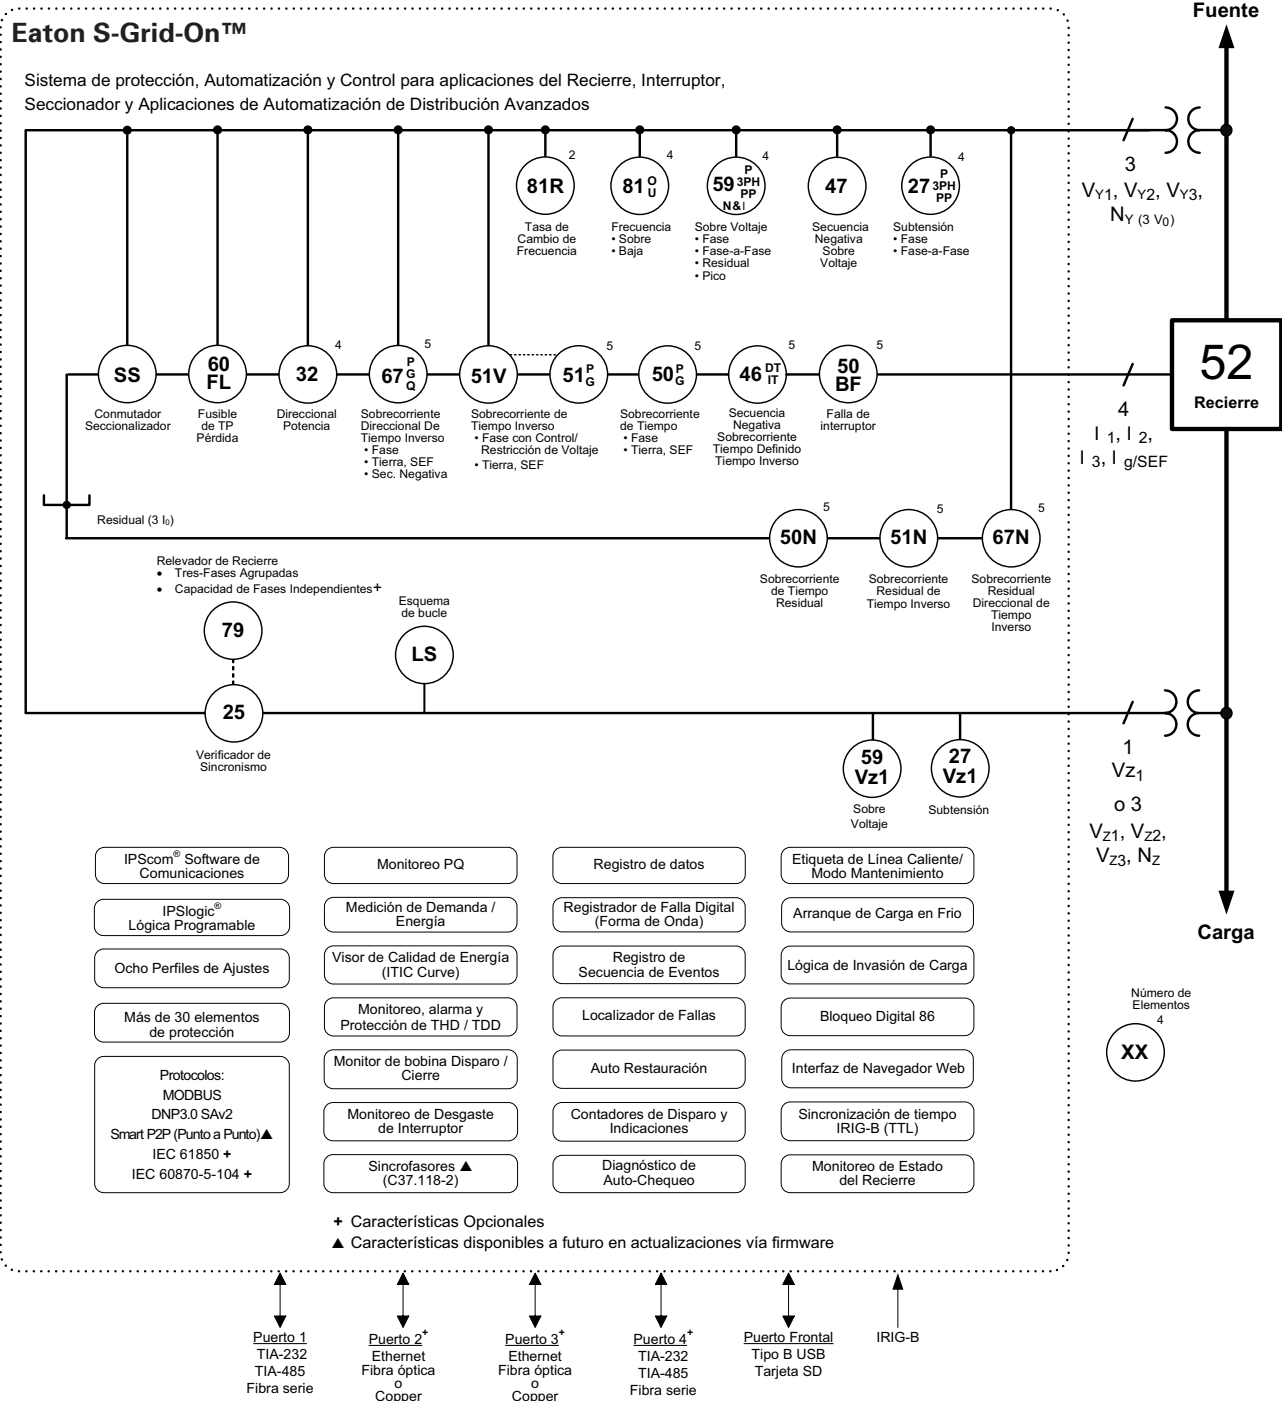 Fuente
Eaton S-Grid-On™
Sistema de protección, Automatización y Control para aplicaciones del Recierre, Interruptor,
Seccionador y Aplicaciones de Automatización de Distribución Avanzados
3
VY1, VY2, VY3,
NY (3 V0)
81R
2
Tasa de
Cambio de
Frecuencia
81 O
U
4
Frecuencia
• Sobre
• Baja
59 P
3PH
PP
N&I
4
Sobre Voltaje
• Fase
• Fase-a-Fase
• Residual
• Pico
47
Secuencia
Negativa
Sobre
Voltaje
27 P
3PH
PP
4
Subtensión
• Fase
• Fase-a-Fase
SS
Conmutador
Seccionalizador
60
FL
Fusible
de TP
Pérdida
32
4
Direccional
Potencia
67 P
G
Q
5
Sobrecorriente
Direccional De
Tiempo Inverso
• Fase
• Tierra, SEF
• Sec. Negativa
51V
51 P
G
5
Sobrecorriente de
Tiempo Inverso
• Fase con Control/
Restricción de Voltaje
• Tierra, SEF
50 P
G
5
Sobrecorriente
de Tiempo
• Fase
• Tierra, SEF
46 DT
IT
5
Secuencia
Negativa
Sobrecorriente
Tiempo Definido
Tiempo Inverso
50
BF
5
Falla de
interruptor
52
Recierre
4
I 1, I 2,
I 3, I g/SEF
Residual (3 I0)
50N
5
Sobrecorriente
de Tiempo
Residual
51N
5
Sobrecorriente
Residual de
Tiempo Inverso
67N
5
Sobrecorriente
Residual
Direccional de
Tiempo
Inverso
Relevador de Recierre
• Tres-Fases Agrupadas
• Capacidad de Fases Independientes+
79
Esquema
de bucle
LS
25
Verificador de
Sincronismo
59
Vz1
Sobre
Voltaje
27
Vz1
Subtensión
1
Vz1
o 3
VZ1, VZ2,
VZ3, NZ
Carga
Número de
Elementos
4
XX
IPScom® Software de
Comunicaciones
IPSlogic®
Lógica Programable
Ocho Perfiles de Ajustes
Más de 30 elementos
de protección
Protocolos:
MODBUS
DNP3.0 SAv2
Smart P2P (Punto a Punto)▲
IEC 61850 +
IEC 60870-5-104 +
Monitoreo PQ
Medición de Demanda /
Energía
Visor de Calidad de Energía
(ITIC Curve)
Monitoreo, alarma y
Protección de THD / TDD
Monitor de bobina Disparo /
Cierre
Monitoreo de Desgaste
de Interruptor
Sincrofasores ▲
(C37.118-2)
Registro de datos
Registrador de Falla Digital
(Forma de Onda)
Registro de
Secuencia de Eventos
Localizador de Fallas
Auto Restauración
Contadores de Disparo y
Indicaciones
Diagnóstico de
Auto-Chequeo
Etiqueta de Línea Caliente/
Modo Mantenimiento
Arranque de Carga en Frio
Lógica de Invasión de Carga
Bloqueo Digital 86
Interfaz de Navegador Web
Sincronización de tiempo
IRIG-B (TTL)
Monitoreo de Estado
del Recierre
+ Características Opcionales
▲ Características disponibles a futuro en actualizaciones vía firmware
Puerto 1
TIA-232
TIA-485
Fibra serie
Puerto 2+
Ethernet
Fibra óptica
o
Copper
Puerto 3+
Ethernet
Fibra óptica
o
Copper
Puerto 4+
TIA-232
TIA-485
Fibra serie
Puerto Frontal
Tipo B USB
Tarjeta SD
IRIG-B